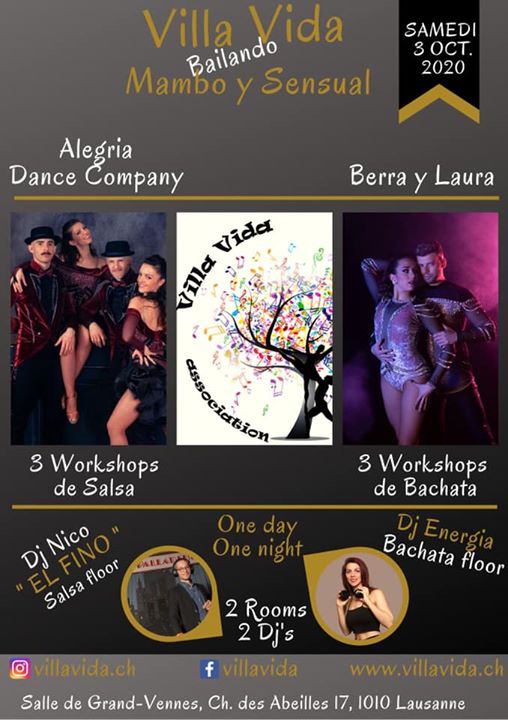 Villa Vida
Bailando
Mambo y Sensual
SAMEDI
3 OCT.
2020
Alegria
Dance Company
Berra y Laura
Villa Vida
association
3 Workshops
de Salsa
3 Workshops
de Bachata
Dj Nico
" EL FINO "
Salsa floor
One day
One night
2 Rooms
2 Dj's
Dj Energia
Bachata floor
villavida.ch
villavida
www.villavida.ch
Salle de Grand-Vennes, Ch. des Abeilles 17, 1010 Lausanne